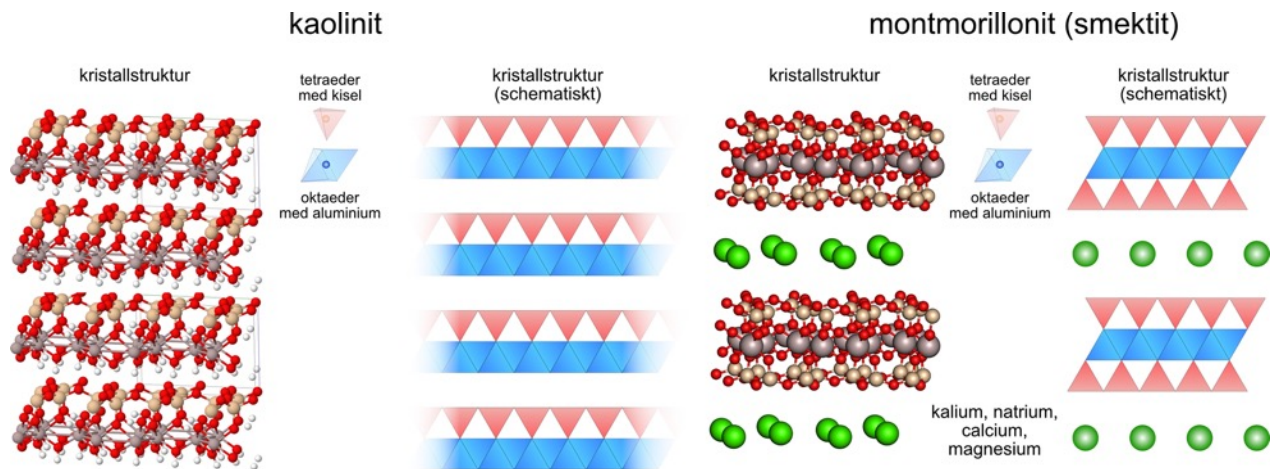 kaolinit
kristallstruktur
tetraeder
med kisel
oktaeder
med aluminium
kristallstruktur
(schematiskt)
montmorillonit (smektit)
kristallstruktur
tetraeder
med kisel
oktaeder
med aluminium
kristallstruktur
(schematiskt)
kalium, natrium,
calcium,
magnesium